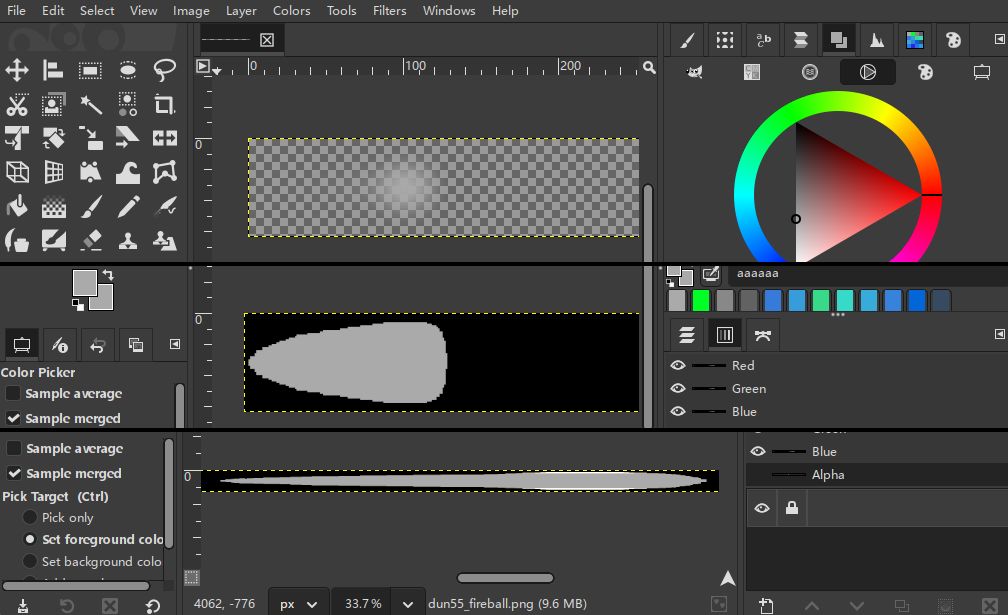 File Edit Select View Image Layer Colors Tools Filters Windows Help
0 100 200
0
aaaaaa
0
Color Picker
Sample average
Sample merged
Red
Green
Blue
Sample average
Sample merged
Pick Target (Ctrl)
Pick only
Set foreground colo
Set background colo
0
Blue
Alpha
4062, -776 px 33.7 % dun55_fireball.png (9.6 MB)